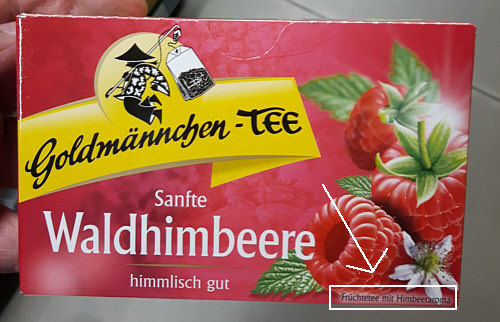 Goldmännchen-TEE
Sanfte
Waldhimbeere
himmlisch gut
Früchtetee mit Himbeeraroma